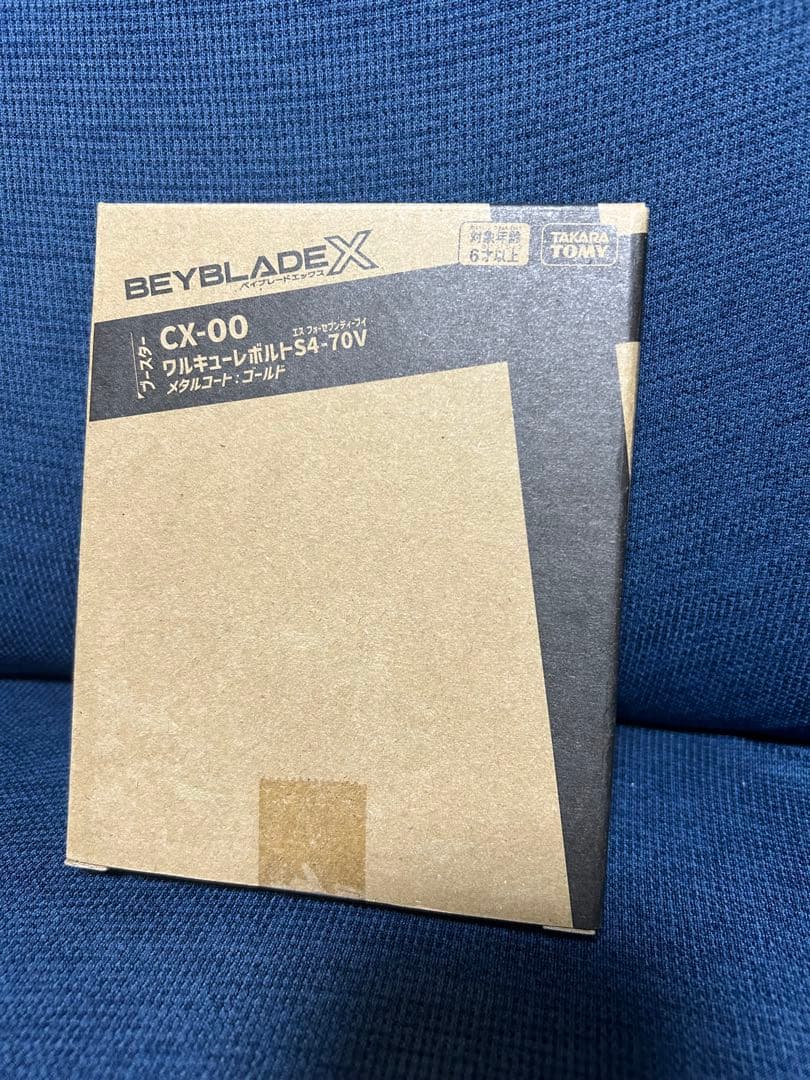 BEYBLADE X
ベイブレードエックス
対象年齢
6才以上
TAKARA
TOMY
ブースター
CX-00
エス フォーセブンティーブイ
ワルキューレボルトS4-70V
メタルコート:ゴールド